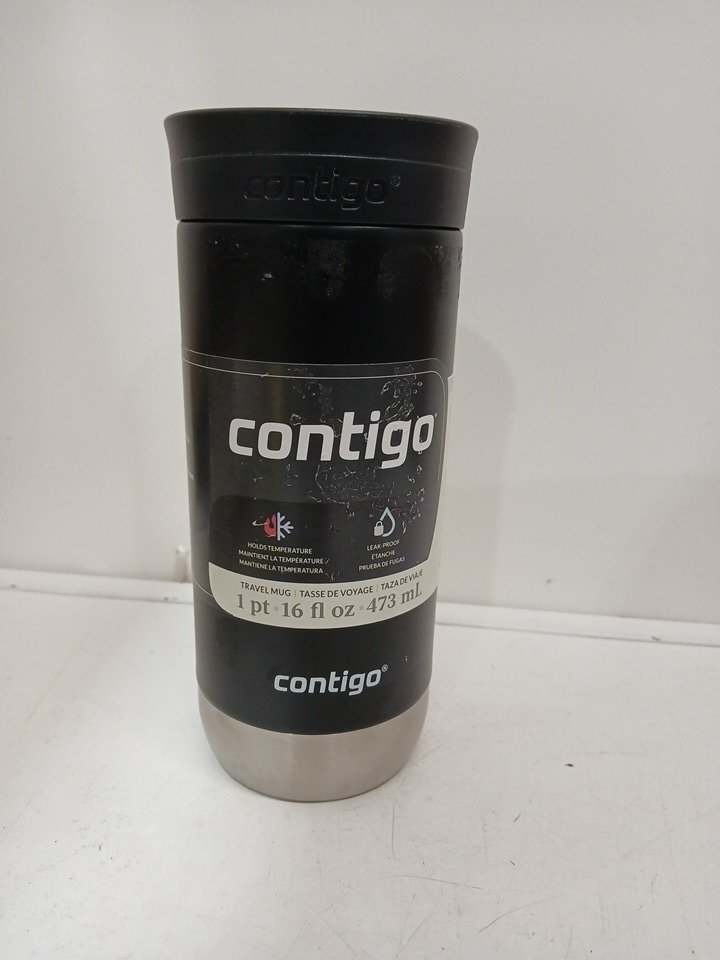 contigo®
contigo
HOLDS TEMPERATURE
MAINTIENT LA TEMPÉRATURE
MANTIENE LA TEMPERATURA
LEAK-PROOF
ÉTANCHE
PRUEBA DE FUGAS
TRAVEL MUG | TASSE DE VOYAGE | TAZA DE VIAJE
1 pt • 16 fl oz • 473 mL
contigo®